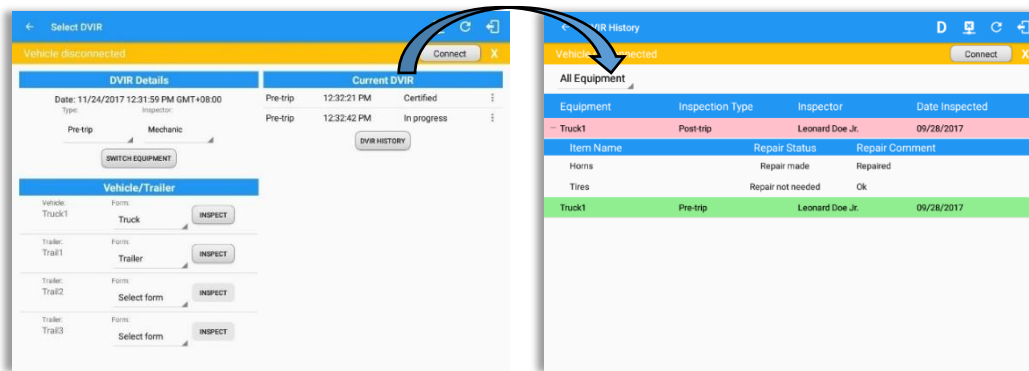 Select DVIR
Vehicle disconnected
Connect X
DVIR Details
Date: 11/24/2017 12:31:59 PM GMT+08:00
Type: Inspector:
Pre-trip Mechanic
SWITCH EQUIPMENT
Vehicle/Trailer
Vehicle: Form:
Truck1 Truck INSPECT
Trailer: Form:
Trail1 Trailer INSPECT
Trailer: Form:
Trail2 Select form INSPECT
Trailer: Form:
Trail3 Select form INSPECT
Current DVIR
Pre-trip 12:32:21 PM Certified
Pre-trip 12:32:42 PM In progress
DVIR HISTORY
VIR History
D
Vehicle
Connect X
All Equipment
Equipment Inspection Type Inspector Date Inspected
Truck1 Post-trip Leonard Doe Jr. 09/28/2017
Item Name Repair Status Repair Comment
Horns Repair made Repaired
Tires Repair not needed Ok
Truck1 Pre-trip Leonard Doe Jr. 09/28/2017